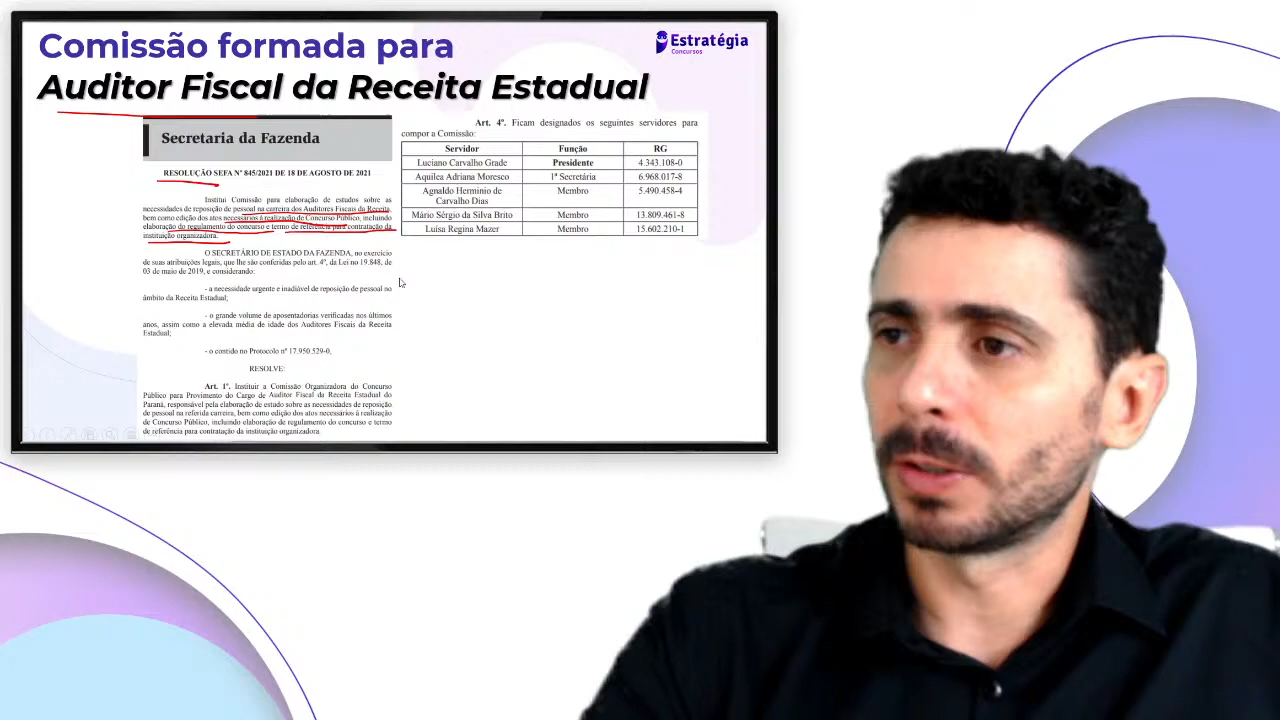 Comissão formada para
Auditor Fiscal da Receita Estadual
Estratégia
Concursos
Secretaria da Fazenda
RESOLUÇÃO SEFA Nº 845/2021 DE 18 DE AGOSTO DE 2021
Institui Comissão para elaboração de estudos sobre as
necessidades de reposição de pessoal na carreira dos Auditores Fiscais da Receita,
bem como edição dos atos necessários à realização de Concurso Público, incluindo
elaboração do regulamento do concurso e termo de referência para contratação da
instituição organizadora.
O SECRETÁRIO DE ESTADO DA FAZENDA, no exercício
de suas atribuições legais, que lhe são conferidas pelo art. 4º, da Lei no 19.848, de
03 de maio de 2019, e considerando:
- a necessidade urgente e inadiável de reposição de pessoal no
âmbito da Receita Estadual;
- o grande volume de aposentadorias verificadas nos últimos
anos, assim como a elevada média de idade dos Auditores Fiscais da Receita
Estadual;
- o contido no Protocolo nº 17.950.529-0,
RESOLVE:
Art. 1º. Instituir a Comissão Organizadora do Concurso
Público para Provimento do Cargo de Auditor Fiscal da Receita Estadual do
Paraná, responsável pela elaboração de estudo sobre as necessidades de reposição
de pessoal na referida carreira, bem como edição dos atos necessários à realização
de Concurso Público, incluindo elaboração de regulamento do concurso e termo
de referência para contratação da instituição organizadora
Art. 4º. Ficam designados os seguintes servidores para
compor a Comissão:
Servidor Função RG
Luciano Carvalho Grade Presidente 4.343.108-0
Aquilea Adriana Moresco 1ª Secretária 6.968.017-8
Agnaldo Herminio de Membro 5.490.458-4
Carvalho Dias
Mário Sérgio da Silva Brito Membro 13.809.461-8
Luísa Regina Mazer Membro 15.602.210-1